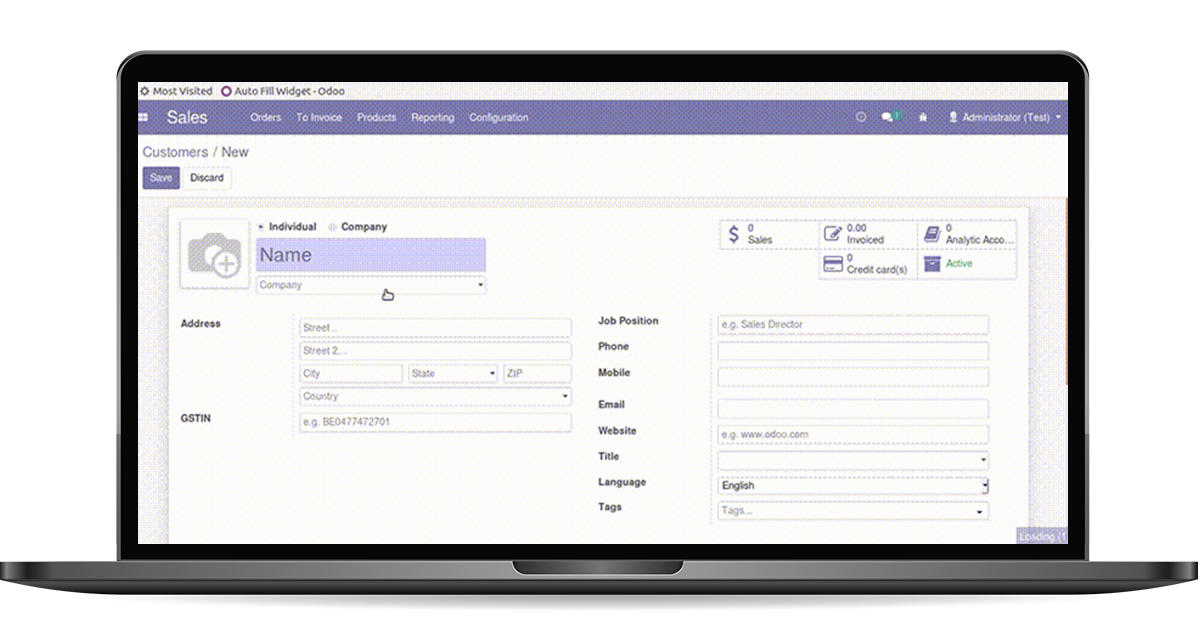 Most Visited Auto Fill Widget - Odoo
Sales Orders To Invoice Products Reporting Configuration Administrator (Test)
Customers / New
Save Discard
Individual Company
Name
Company
0 Sales
0.00 Invoiced
0 Analytic Acco...
0 Credit card(s)
Active
Address
Street...
Street 2...
City State ZIP
Country
GSTIN e.g. BE0477472701
Job Position e.g. Sales Director
Phone
Mobile
Email
Website e.g. www.odoo.com
Title
Language English
Tags Tags...
Loading (1